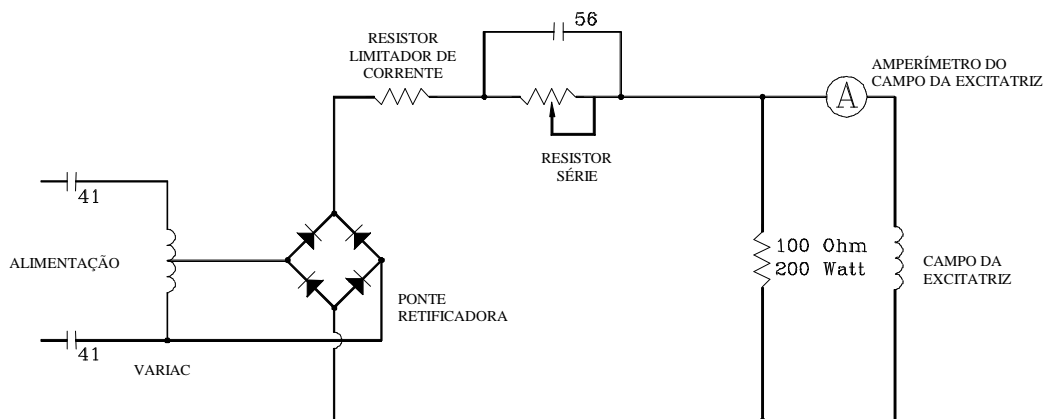 56
RESISTOR
LIMITADOR DE
CORRENTE
AMPERÍMETRO DO
CAMPO DA EXCITATRIZ
A
RESISTOR
SÉRIE
41
ALIMENTAÇÃO
100 Ohm
200 Watt
CAMPO DA
EXCITATRIZ
PONTE
RETIFICADORA
41
VARIAC